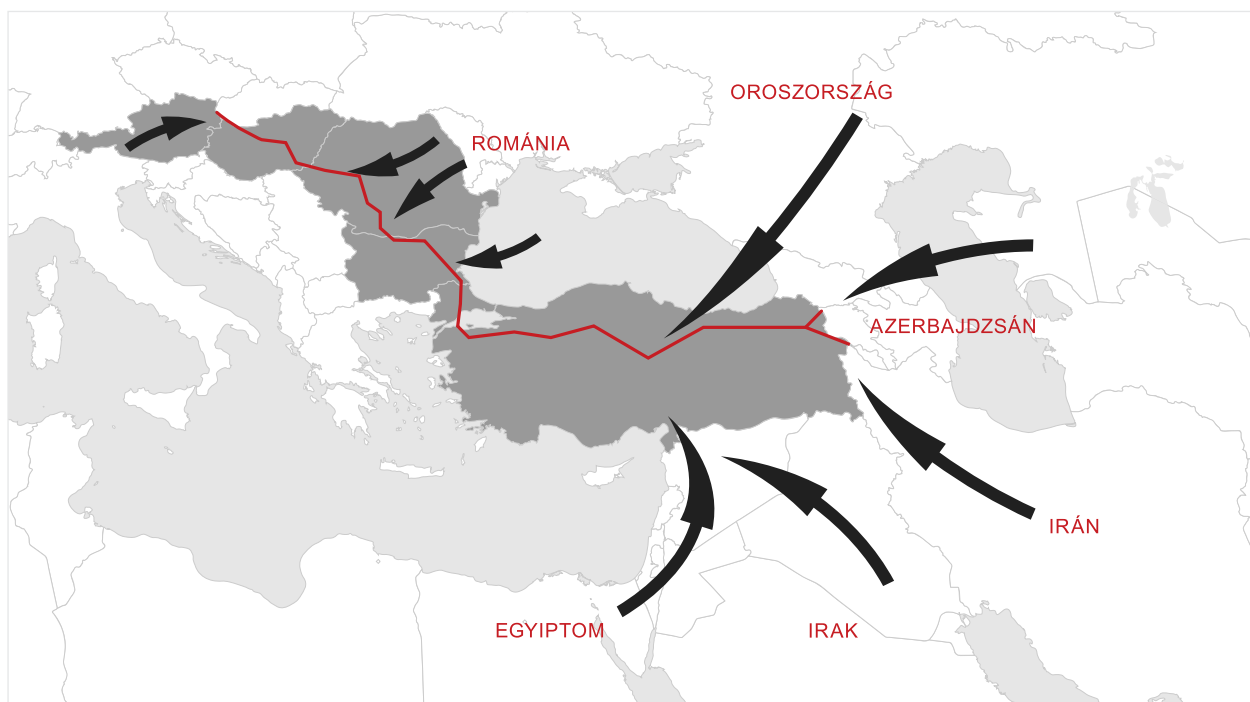 OROSZORSZÁG
ROMÁNIA
AZERBAJDZSÁN
IRÁN
EGYIPTOM
IRAK